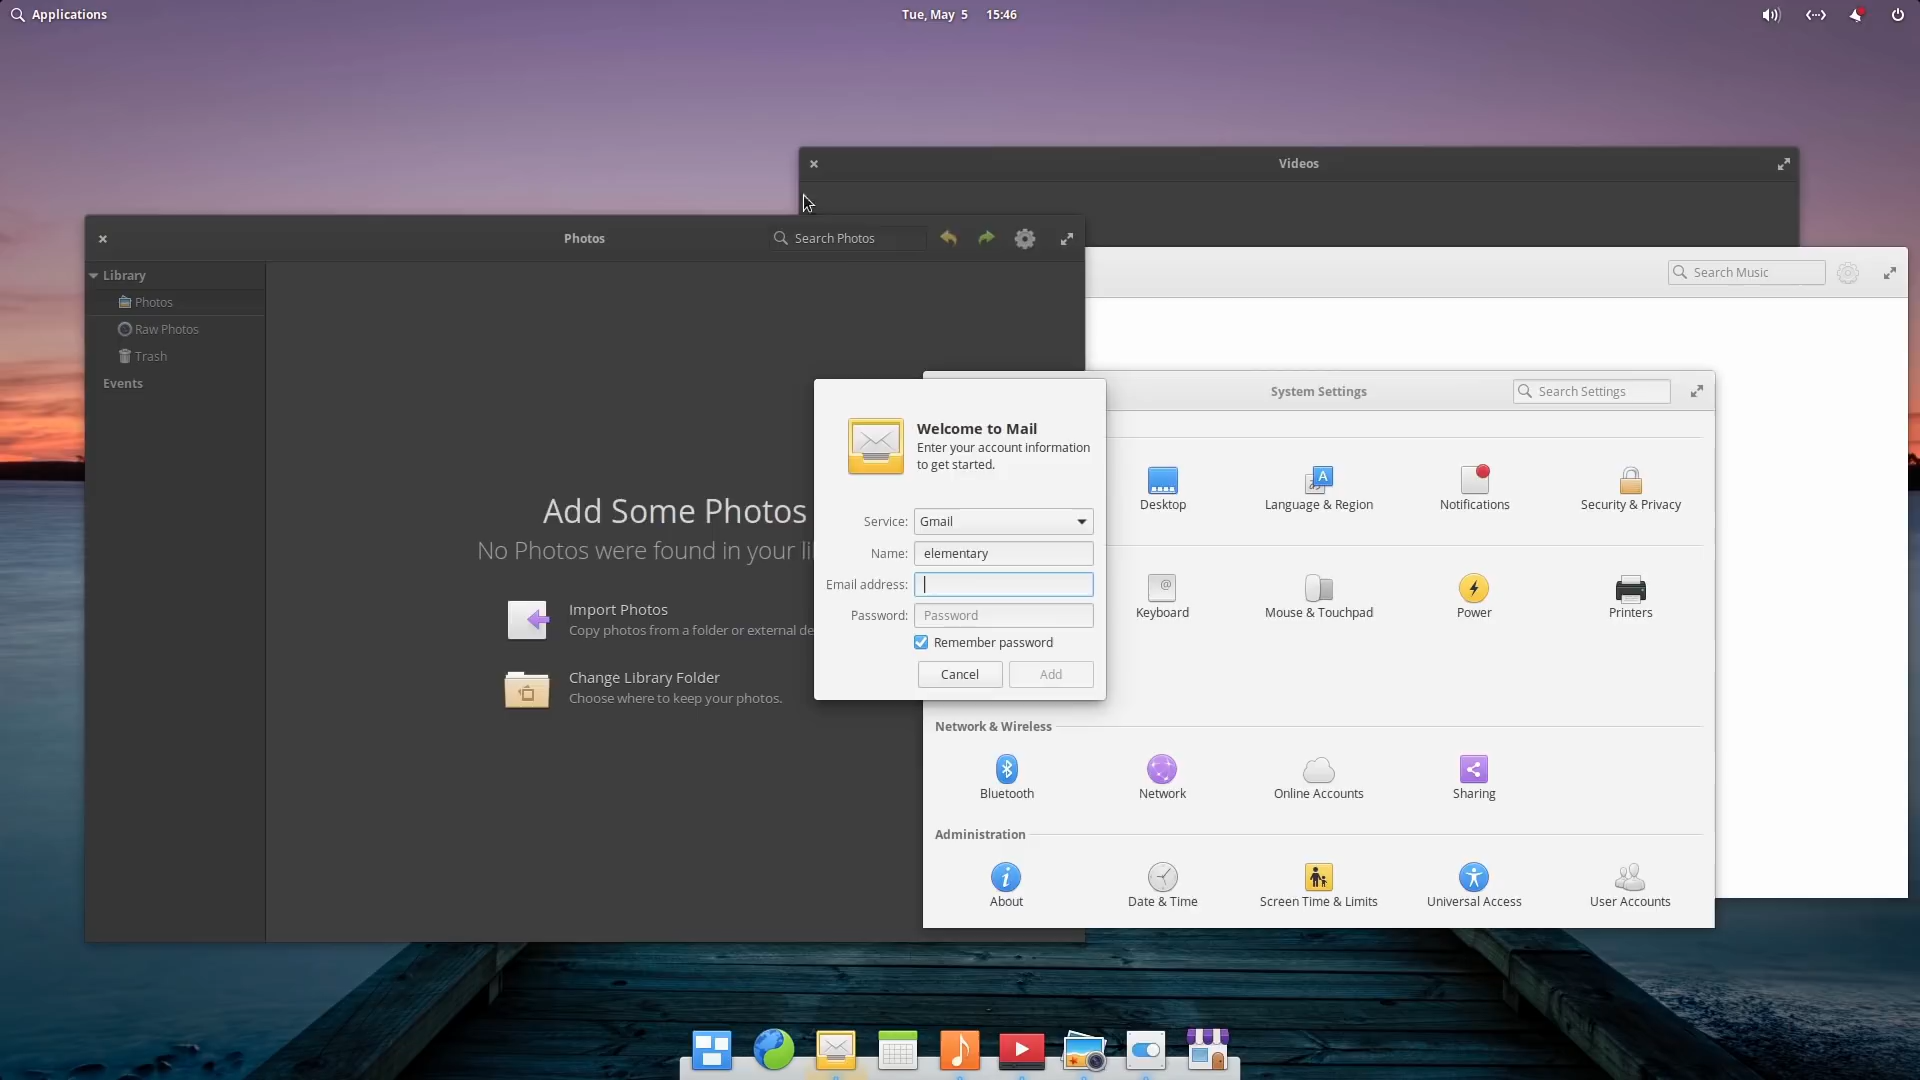 Applications
Tue, May 5 15:46
Videos
Photos
Search Photos
Library
Photos
Raw Photos
Trash
Events
Add Some Photos
No Photos were found in your li
Import Photos
Copy photos from a folder or external de
Change Library Folder
Choose where to keep your photos.
Search Music
Welcome to Mail
Enter your account information
to get started.
Service: Gmail
Name: elementary
Email address:
Password: Password
Remember password
Cancel Add
System Settings
Search Settings
Desktop Language & Region Notifications Security & Privacy
Keyboard Mouse & Touchpad Power Printers
Network & Wireless
Bluetooth Network Online Accounts Sharing
Administration
About Date & Time Screen Time & Limits Universal Access User Accounts